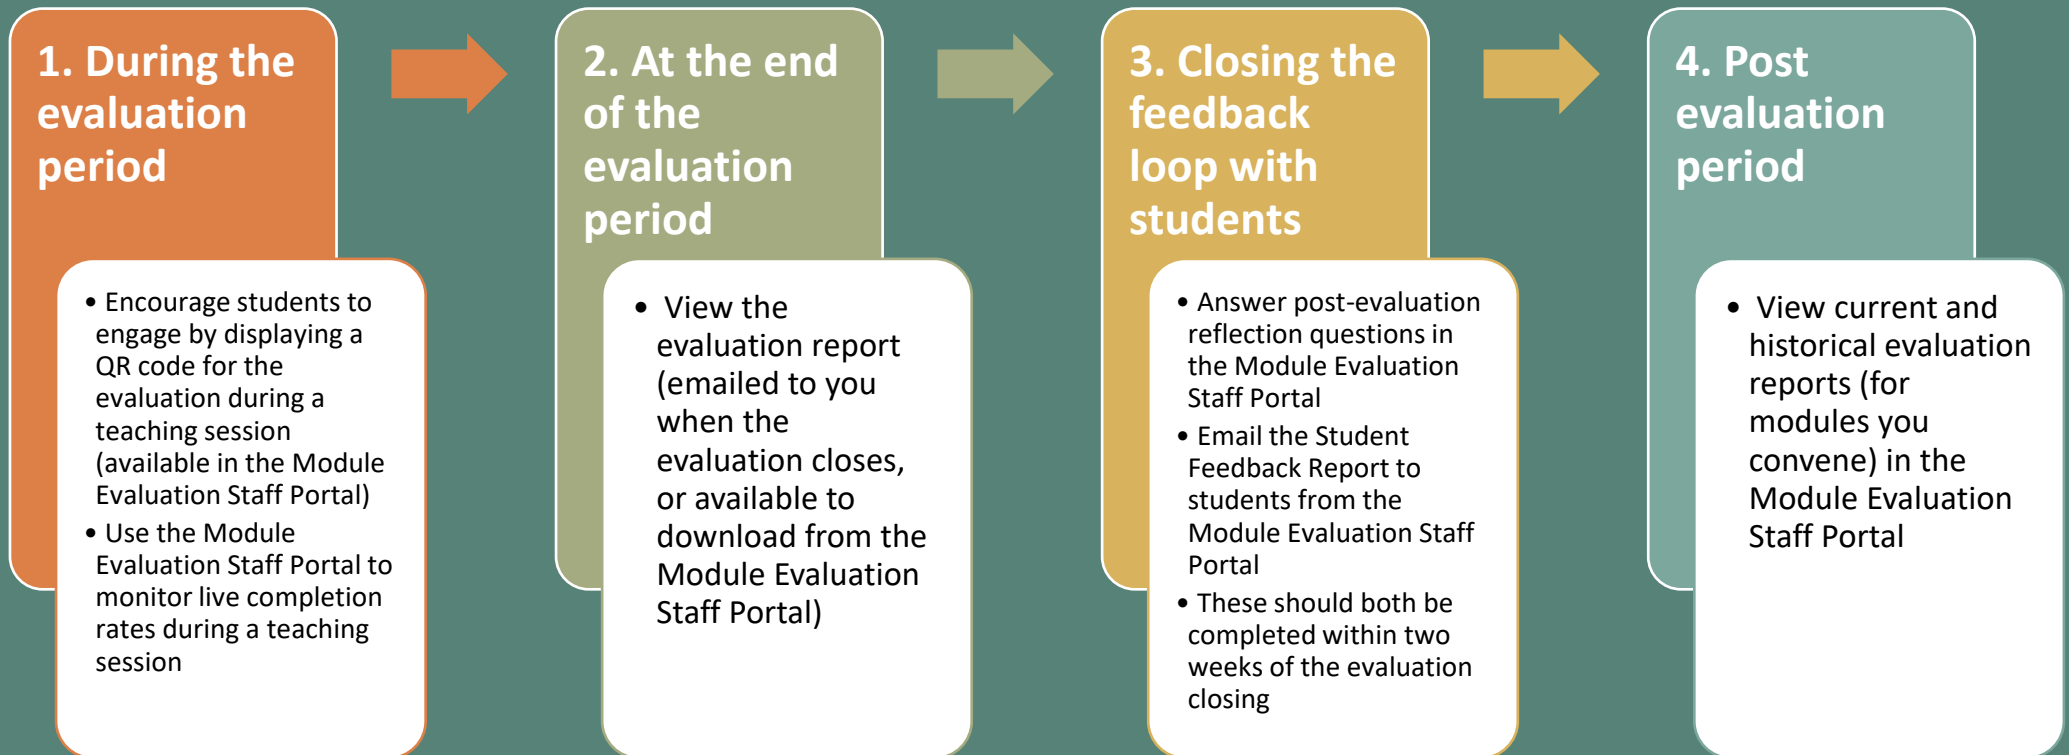 1. During the
evaluation
period
• Encourage students to
engage by displaying a
QR code for the
evaluation during a
teaching session
(available in the Module
Evaluation Staff Portal)
• Use the Module
Evaluation Staff Portal to
monitor live completion
rates during a teaching
session
2. At the end
of the
evaluation
period
• View the
evaluation report
(emailed to you
when the
evaluation closes,
or available to
download from the
Module Evaluation
Staff Portal)
3. Closing the
feedback
loop with
students
• Answer post-evaluation
reflection questions in
the Module Evaluation
Staff Portal
• Email the Student
Feedback Report to
students from the
Module Evaluation Staff
Portal
• These should both be
completed within two
weeks of the evaluation
closing
4. Post
evaluation
period
• View current and
historical evaluation
reports (for
modules you
convene) in the
Module Evaluation
Staff Portal